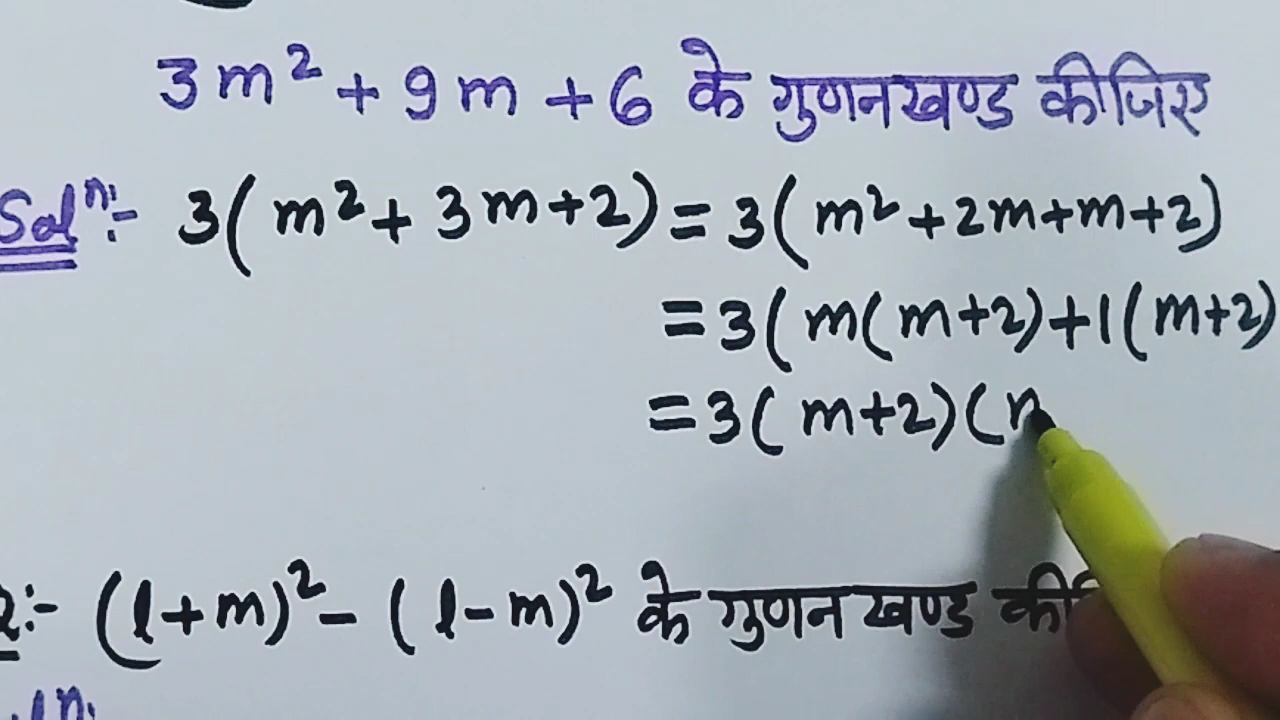 3m² + 9m + 6 के गुणनखण्ड कीजिए
Solⁿ:- 3(m² + 3m + 2) = 3(m² + 2m + m + 2)
= 3(m(m+2) + 1(m+2)
= 3(m+2)(
:- (l+m)² - (l-m)² के गुणनखण्ड